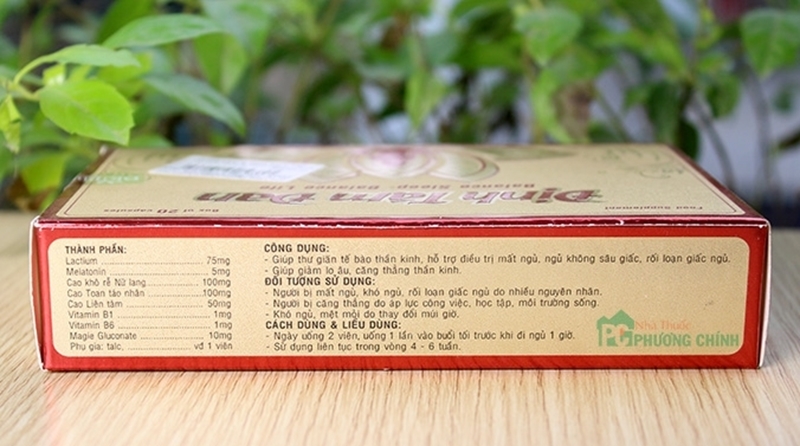 Định Tâm Đan
Balance Sleep, Balance Life
Box of 20 capsules
Food Supplement
THÀNH PHẦN:
Lactium 75mg
Melatonin 5mg
Cao khô rễ Nữ lang 100mg
Cao Toan táo nhân 100mg
Cao Liên tâm 50mg
Vitamin B1 1mg
Vitamin B6 1mg
Magie Gluconate 10mg
Phụ gia: talc, vđ 1 viên
CÔNG DỤNG:
- Giúp thư giãn tế bào thần kinh, hỗ trợ điều trị mất ngủ, ngủ không sâu giấc, rối loạn giấc ngủ.
- Giúp giảm lo âu, căng thẳng thần kinh.
ĐỐI TƯỢNG SỬ DỤNG:
- Người bị mất ngủ, khó ngủ, rối loạn giấc ngủ do nhiều nguyên nhân.
- Người bị căng thẳng do áp lực công việc, học tập, môi trường sống.
- Khó ngủ, mệt mỏi do thay đổi múi giờ.
CÁCH DÙNG & LIỀU DÙNG:
- Ngày uống 2 viên, uống 1 lần vào buổi tối trước khi đi ngủ 1 giờ.
- Sử dụng liên tục trong vòng 4 - 6 tuần.
PC Nhà Thuốc
PHƯƠNG CHÍNH